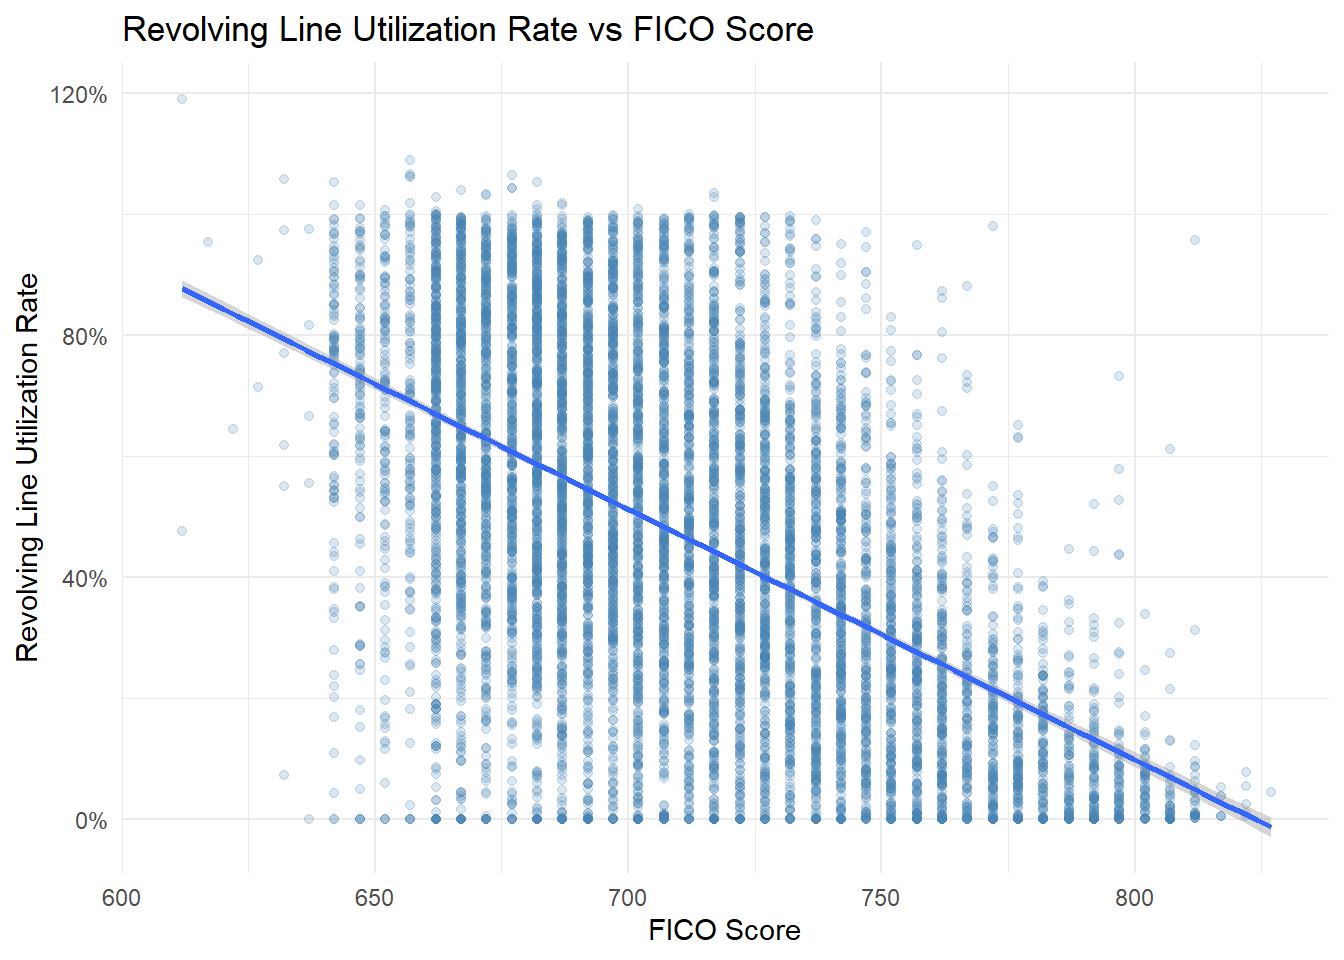 Revolving Line Utilization Rate vs FICO Score
Revolving Line Utilization Rate
120%
80%
40%
0%
600 650 700 750 800
FICO Score